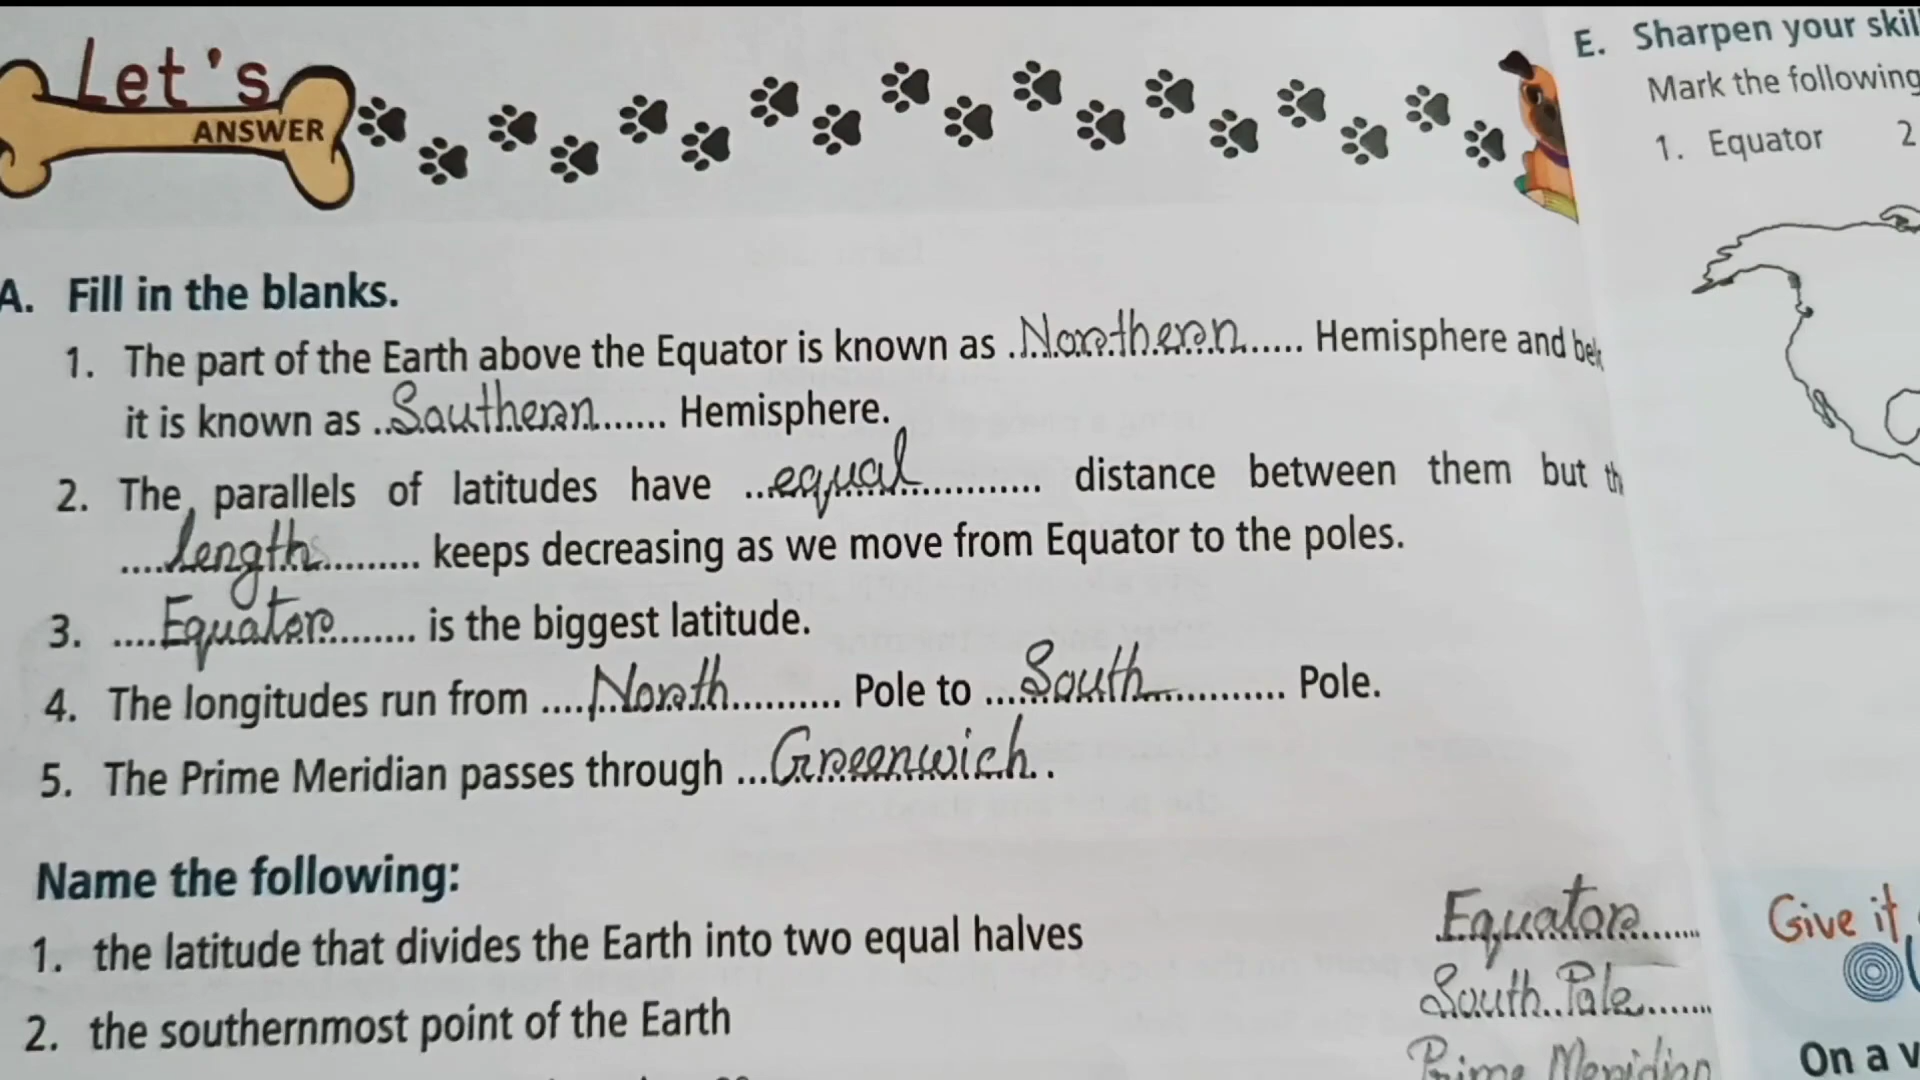 Let's
ANSWER
A. Fill in the blanks.
1. The part of the Earth above the Equator is known as Northern Hemisphere and
it is known as Southern Hemisphere.
2. The parallels of latitudes have equal distance between them but
length keeps decreasing as we move from Equator to the poles.
3. Equator is the biggest latitude.
4. The longitudes run from North Pole to South Pole.
5. The Prime Meridian passes through Greenwich.
Name the following:
1. the latitude that divides the Earth into two equal halves Equator
2. the southernmost point of the Earth South Pole
Prime Meridian
E. Sharpen your skil
Mark the following
1. Equator 2
Give it
On a